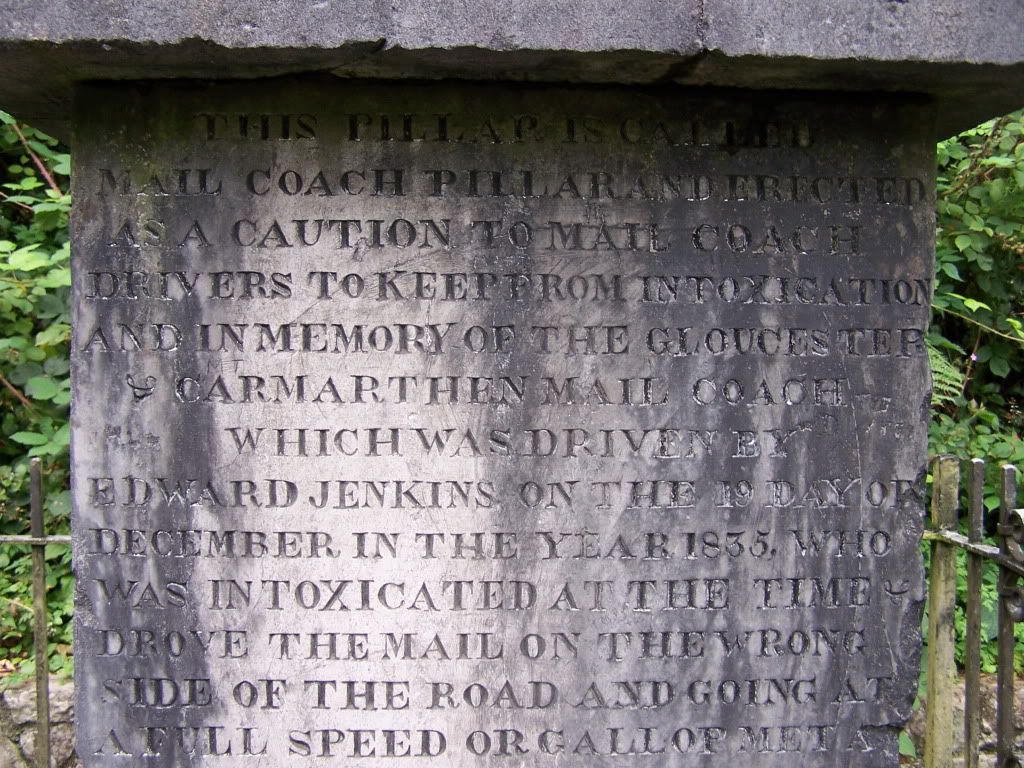 THIS PILLAR IS CALLED
MAIL COACH PILLAR AND ERECTED
AS A CAUTION TO MAIL COACH
DRIVERS TO KEEP FROM INTOXICATION
AND IN MEMORY OF THE GLOUCESTER
CARMARTHEN MAIL COACH
WHICH WAS DRIVEN BY
EDWARD JENKINS ON THE 19 DAY OF
DECEMBER IN THE YEAR 1835, WHO
WAS INTOXICATED AT THE TIME
DROVE THE MAIL ON THE WRONG
SIDE OF THE ROAD AND GOING AT
A FULL SPEED OR GALLOP MET A